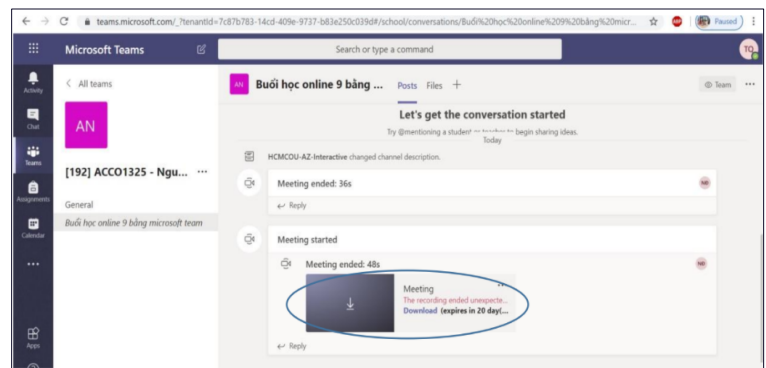 teams.microsoft.com/_?tenantId=7c87b783-14cd-409e-9737-b83e250c039d#/school/conversations/Buổi%20học%20online%209%20bằng%20micr...
Paused
Microsoft Teams
Search or type a command
TQ
Activity
Chat
Teams
Assignments
Calendar
Apps
All teams
AN
[192] ACCO1325 - Ngu... ...
General
Buổi học online 9 bằng microsoft team
AN Buổi học online 9 bằng ... Posts Files + Team ...
Let's get the conversation started
Try @mentioning a student begin sharing ideas.
Today
HCMCOU-AZ-Interactive changed channel description.
Meeting ended: 36s
Reply
Meeting started
Meeting ended: 48s
Meeting ...
The recording ended unexpecte...
Download (expires in 20 day(...
Reply